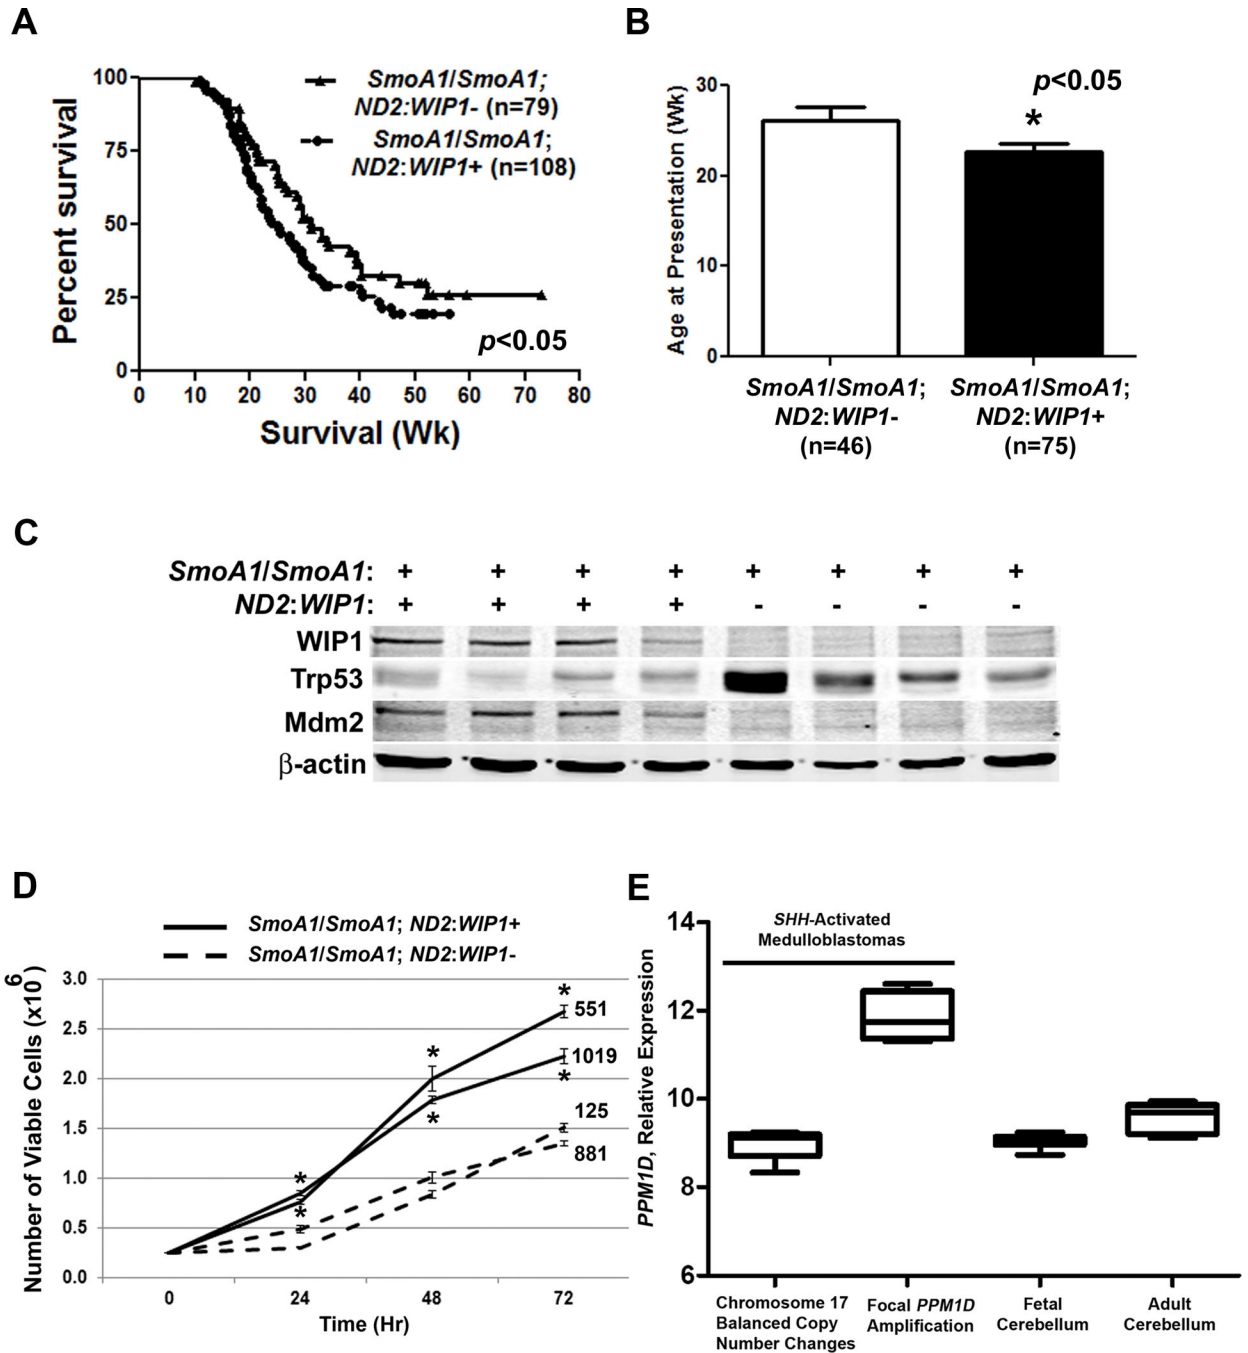 A
100
75
50
25
0
Percent survival
0 10 20 30 40 50 60 70 80
Survival (Wk)
SmoA1/SmoA1;
ND2:WIP1- (n=79)
SmoA1/SmoA1;
ND2:WIP1+ (n=108)
p<0.05
B
30
20
10
0
Age at Presentation (Wk)
p<0.05
*
SmoA1/SmoA1;
ND2:WIP1-
(n=46)
SmoA1/SmoA1;
ND2:WIP1+
(n=75)
C
SmoA1/SmoA1: + + + + + + + +
ND2:WIP1: + + + + - - - -
WIP1
Trp53
Mdm2
β-actin
D
SmoA1/SmoA1; ND2:WIP1+
SmoA1/SmoA1; ND2:WIP1-
Number of Viable Cells (x10^6)
3.0
2.5
2.0
1.5
1.0
0.5
0.0
* * * * * *
551
1019
125
881
0 24 48 72
Time (Hr)
E
SHH-Activated
Medulloblastomas
PPM1D, Relative Expression
14
12
10
8
6
Chromosome 17
Balanced Copy
Number Changes
Focal PPM1D
Amplification
Fetal
Cerebellum
Adult
Cerebellum